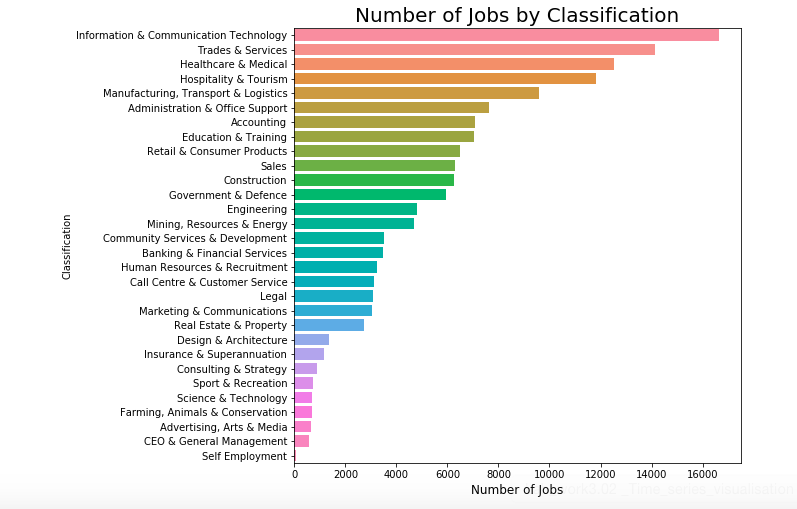 Number of Jobs by Classification
Classification
Information & Communication Technology
Trades & Services
Healthcare & Medical
Hospitality & Tourism
Manufacturing, Transport & Logistics
Administration & Office Support
Accounting
Education & Training
Retail & Consumer Products
Sales
Construction
Government & Defence
Engineering
Mining, Resources & Energy
Community Services & Development
Banking & Financial Services
Human Resources & Recruitment
Call Centre & Customer Service
Legal
Marketing & Communications
Real Estate & Property
Design & Architecture
Insurance & Superannuation
Consulting & Strategy
Sport & Recreation
Science & Technology
Farming, Animals & Conservation
Advertising, Arts & Media
CEO & General Management
Self Employment
0 2000 4000 6000 8000 10000 12000 14000 16000
Number of Jobs